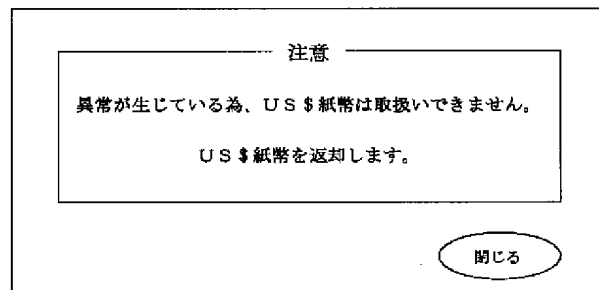 注意
異常が生じている為、ＵＳ＄紙幣は取扱いできません。
ＵＳ＄紙幣を返却します。
閉じる